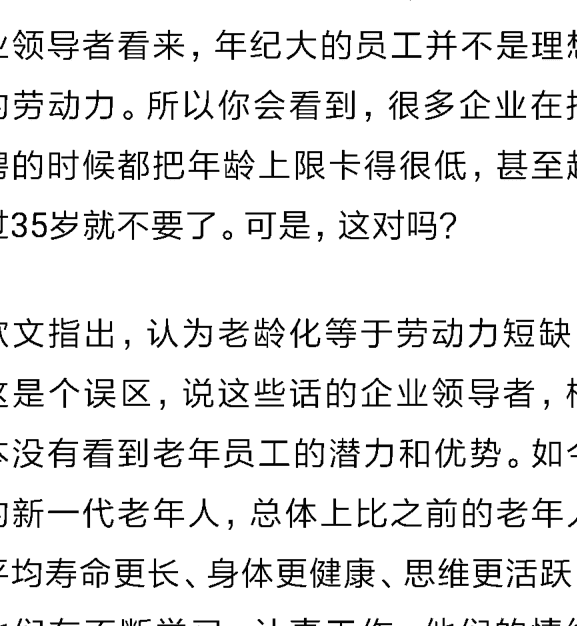 业领导者看来，年纪大的员工并不是理想
的劳动力。所以你会看到，很多企业在招
聘的时候都把年龄上限卡得很低，甚至超
过35岁就不要了。可是，这对吗？
欧文指出，认为老龄化等于劳动力短缺
这是个误区，说这些话的企业领导者，根
本没有看到老年员工的潜力和优势。如今
的新一代老年人，总体上比之前的老年人
平均寿命更长、身体更健康、思维更活跃